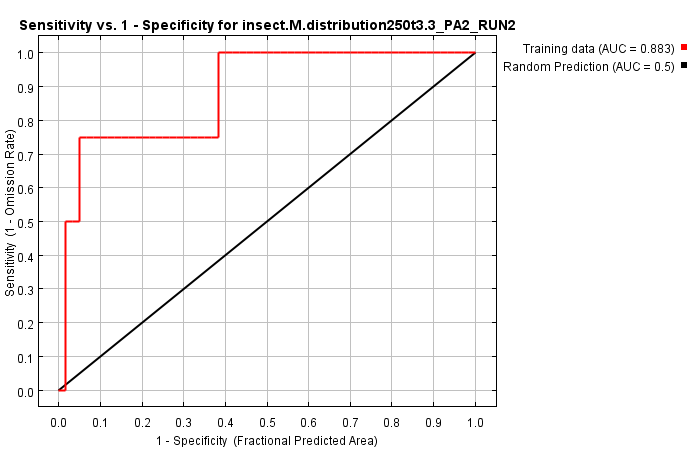 Sensitivity vs. 1 - Specificity for insect.M.distribution250t3.3_PA2_RUN2
Training data (AUC = 0.883)
Random Prediction (AUC = 0.5)
Sensitivity (1 - Omission Rate)
1.0
0.9
0.8
0.7
0.6
0.5
0.4
0.3
0.2
0.1
0.0
0.0 0.1 0.2 0.3 0.4 0.5 0.6 0.7 0.8 0.9 1.0
1 - Specificity (Fractional Predicted Area)